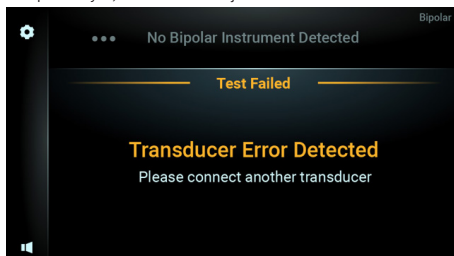 Bipolar
No Bipolar Instrument Detected
Test Failed
Transducer Error Detected
Please connect another transducer